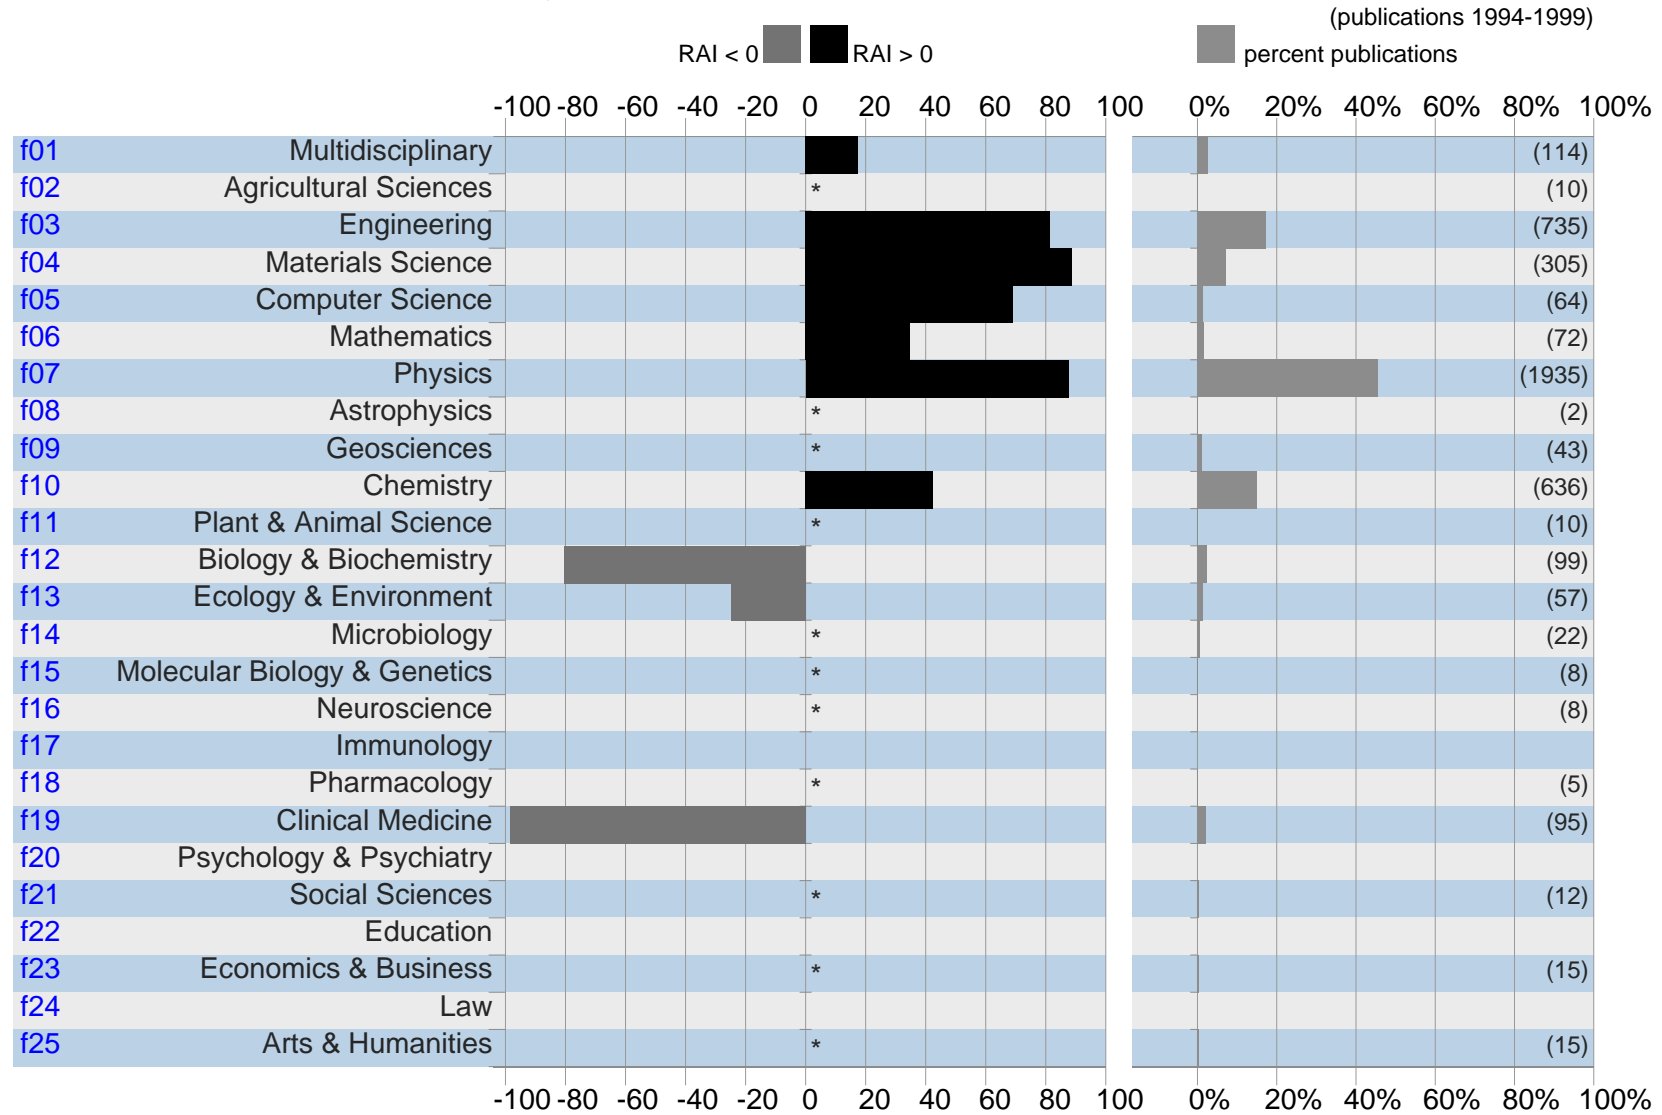 (publications 1994-1999)
RAI < 0 RAI > 0 percent publications
-100 -80 -60 -40 -20 0 20 40 60 80 100 0% 20% 40% 60% 80% 100%
f01 Multidisciplinary (114)
f02 Agricultural Sciences * (10)
f03 Engineering (735)
f04 Materials Science (305)
f05 Computer Science (64)
f06 Mathematics (72)
f07 Physics (1935)
f08 Astrophysics * (2)
f09 Geosciences * (43)
f10 Chemistry (636)
f11 Plant & Animal Science * (10)
f12 Biology & Biochemistry (99)
f13 Ecology & Environment (57)
f14 Microbiology * (22)
f15 Molecular Biology & Genetics * (8)
f16 Neuroscience * (8)
f17 Immunology
f18 Pharmacology * (5)
f19 Clinical Medicine (95)
f20 Psychology & Psychiatry
f21 Social Sciences * (12)
f22 Education
f23 Economics & Business * (15)
f24 Law
f25 Arts & Humanities * (15)
-100 -80 -60 -40 -20 0 20 40 60 80 100 0% 20% 40% 60% 80% 100%